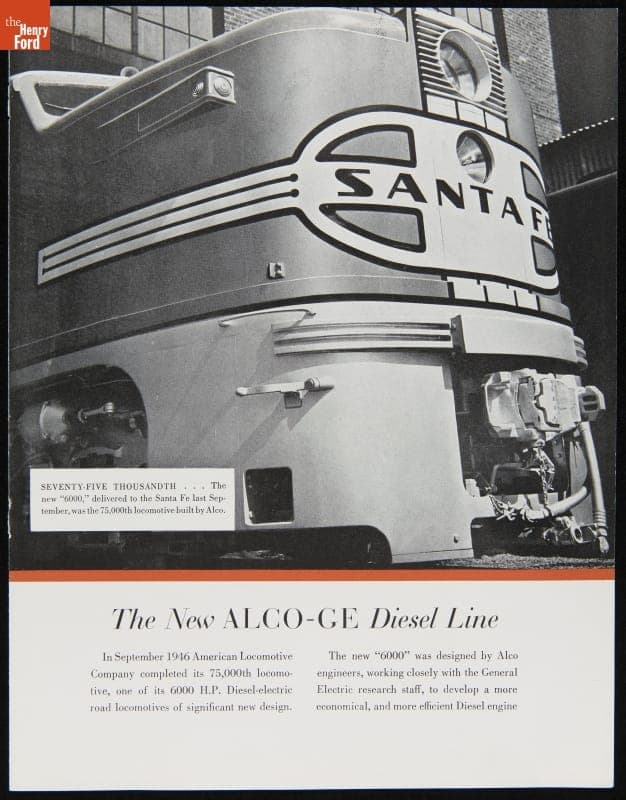 the
Henry
Ford
SANTA FE
SEVENTY-FIVE THOUSANDTH . . . The
new “6000,” delivered to the Santa Fe last Sep-
tember, was the 75,000th locomotive built by Alco.
The New ALCO-GE Diesel Line
In September 1946 American Locomotive
Company completed its 75,000th locomo-
tive, one of its 6000 H.P. Diesel-electric
road locomotives of significant new design.
The new “6000” was designed by Alco
engineers, working closely with the General
Electric research staff, to develop a more
economical, and more efficient Diesel engine